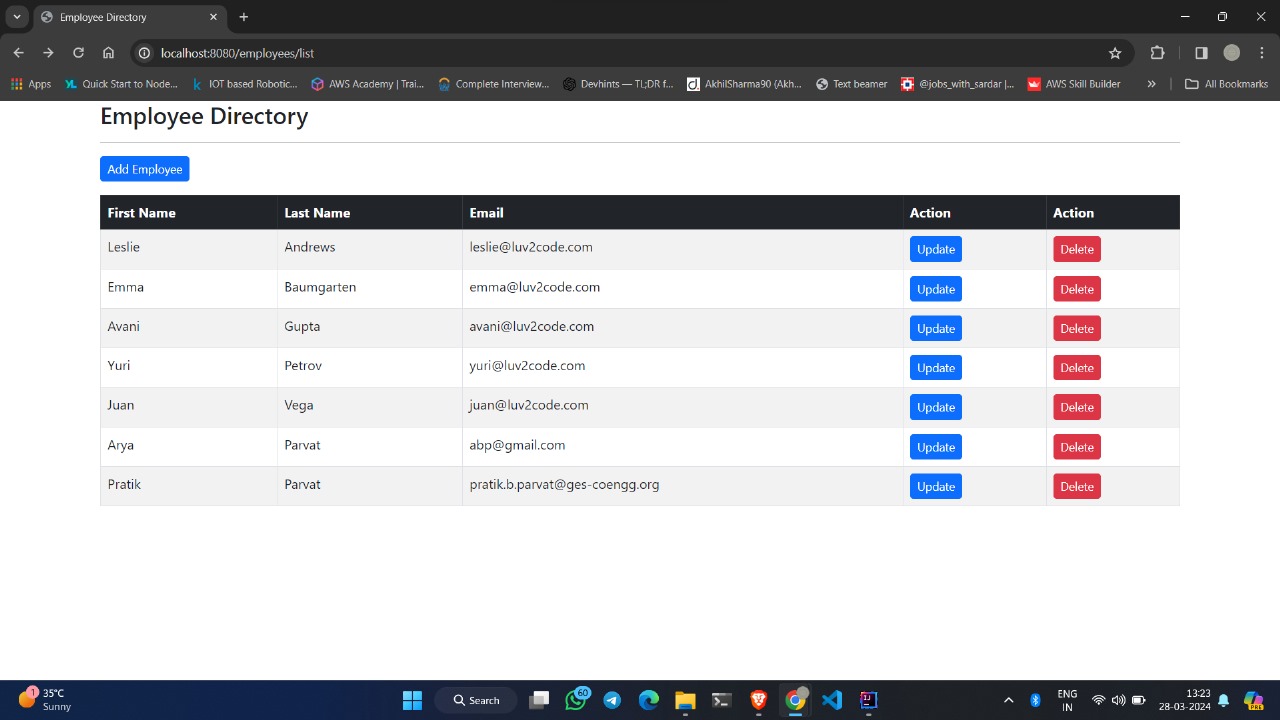 Employee Directory
localhost:8080/employees/list
Apps YL Quick Start to Node... k IOT based Robotic... AWS Academy | Trai... Complete Interview... Devhints — TL;DR f... AkhilSharma90 (Akh... Text beamer @jobs_with_sardar |... AWS Skill Builder » All Bookmarks
Employee Directory
Add Employee
First Name Last Name Email Action Action
Leslie Andrews leslie@luv2code.com Update Delete
Emma Baumgarten emma@luv2code.com Update Delete
Avani Gupta avani@luv2code.com Update Delete
Yuri Petrov yuri@luv2code.com Update Delete
Juan Vega juan@luv2code.com Update Delete
Arya Parvat abp@gmail.com Update Delete
Pratik Parvat pratik.b.parvat@ges-coengg.org Update Delete
1 35°C
Sunny
Search
60
ENG
IN
13:23
28-03-2024
PRE